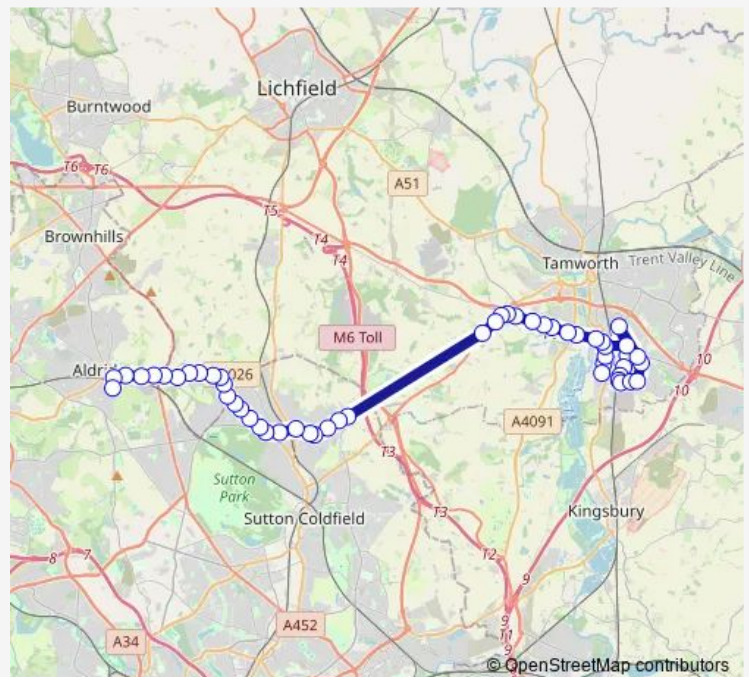 Lichfield
Burntwood
T6 T6
A51
T5
Brownhills
T4
T4
Tamworth
Trent Valley Line
M6 Toll
10
026
10
A4091
T3
Sutton
Park
Sutton Coldfield
T3
Kingsbury
T2
8 7
9
A452
9
A34
T1
9
© OpenStreetMap contributors